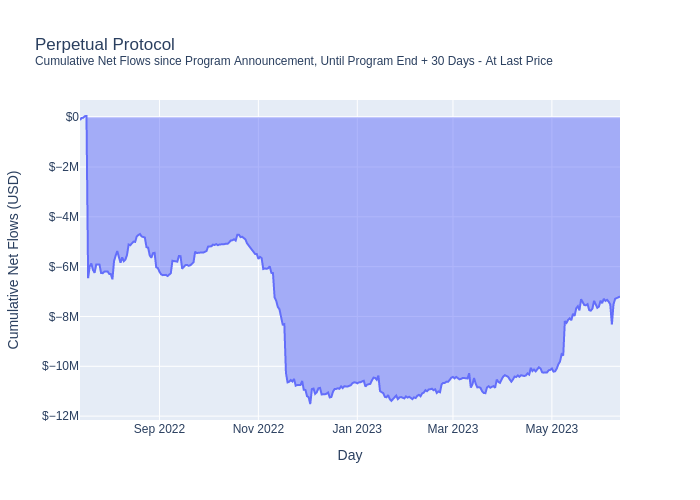 Perpetual Protocol
Cumulative Net Flows since Program Announcement, Until Program End + 30 Days - At Last Price
$0
$−2M
$−4M
$−6M
$−8M
$−10M
$−12M
Cumulative Net Flows (USD)
Sep 2022
Nov 2022
Jan 2023
Mar 2023
May 2023
Day